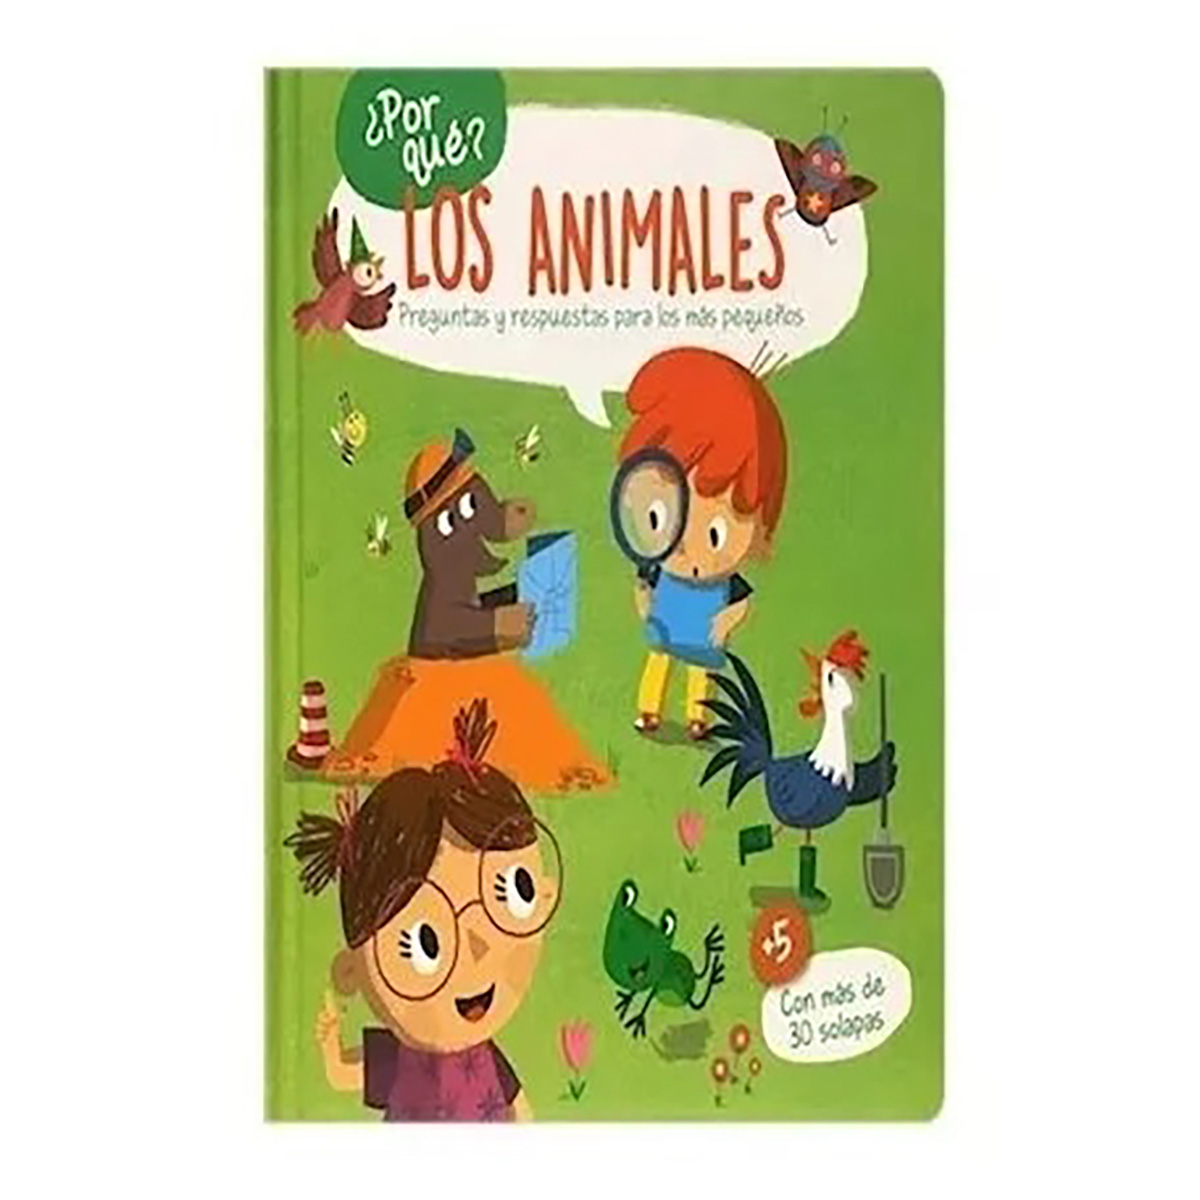 ¿Por
qué?
LOS ANIMALES
Preguntas y respuestas para los más pequeños
+5
Con más de
30 solapas